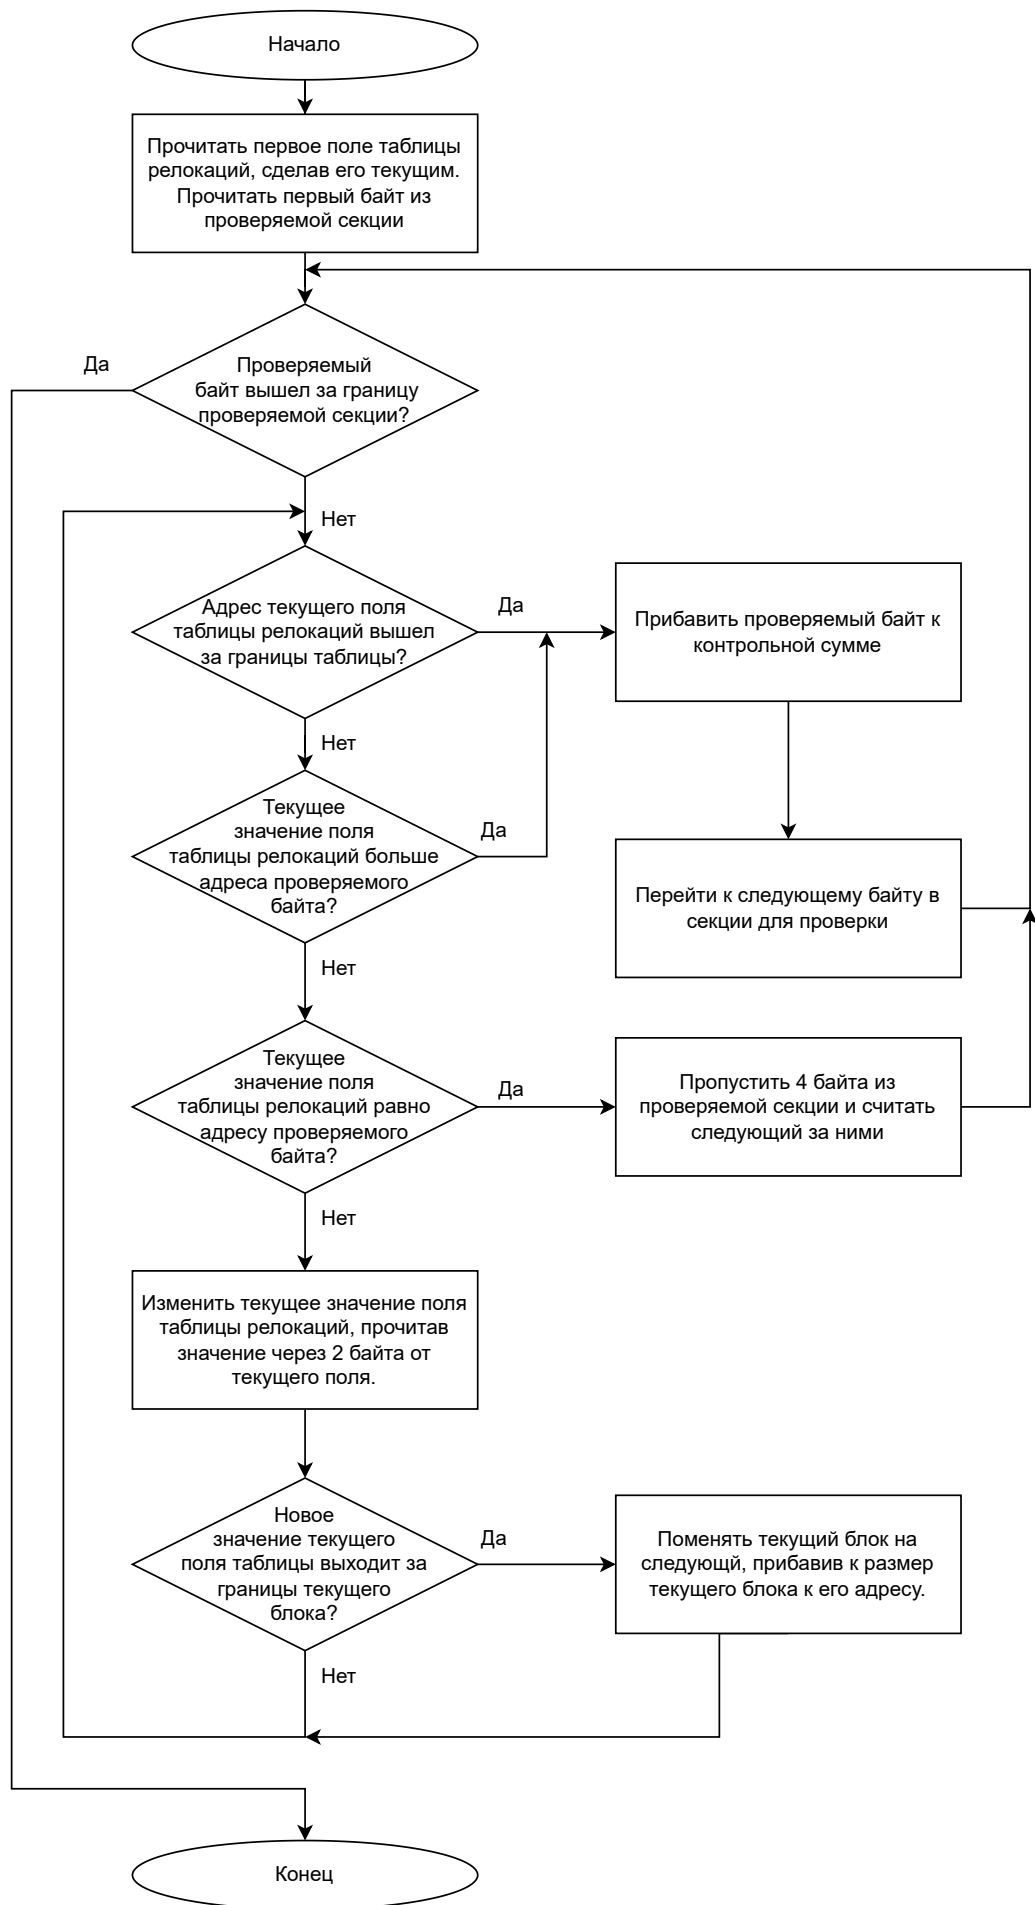 Начало
Прочитать первое поле таблицы
релокаций, сделав его текущим.
Прочитать первый байт из
проверяемой секции
Да
Проверяемый
байт вышел за границу
проверяемой секции?
Нет
Адрес текущего поля
таблицы релокаций вышел
за границы таблицы?
Да
Прибавить проверяемый байт к
контрольной сумме
Нет
Текущее
значение поля
таблицы релокаций больше
адреса проверяемого
байта?
Да
Перейти к следующему байту в
секции для проверки
Нет
Текущее
значение поля
таблицы релокаций равно
адресу проверяемого
байта?
Да
Пропустить 4 байта из
проверяемой секции и считать
следующий за ними
Нет
Изменить текущее значение поля
таблицы релокаций, прочитав
значение через 2 байта от
текущего поля.
Новое
значение текущего
поля таблицы выходит за
границы текущего
блока?
Да
Поменять текущий блок на
следующй, прибавив к размер
текущего блока к его адресу.
Нет
Конец